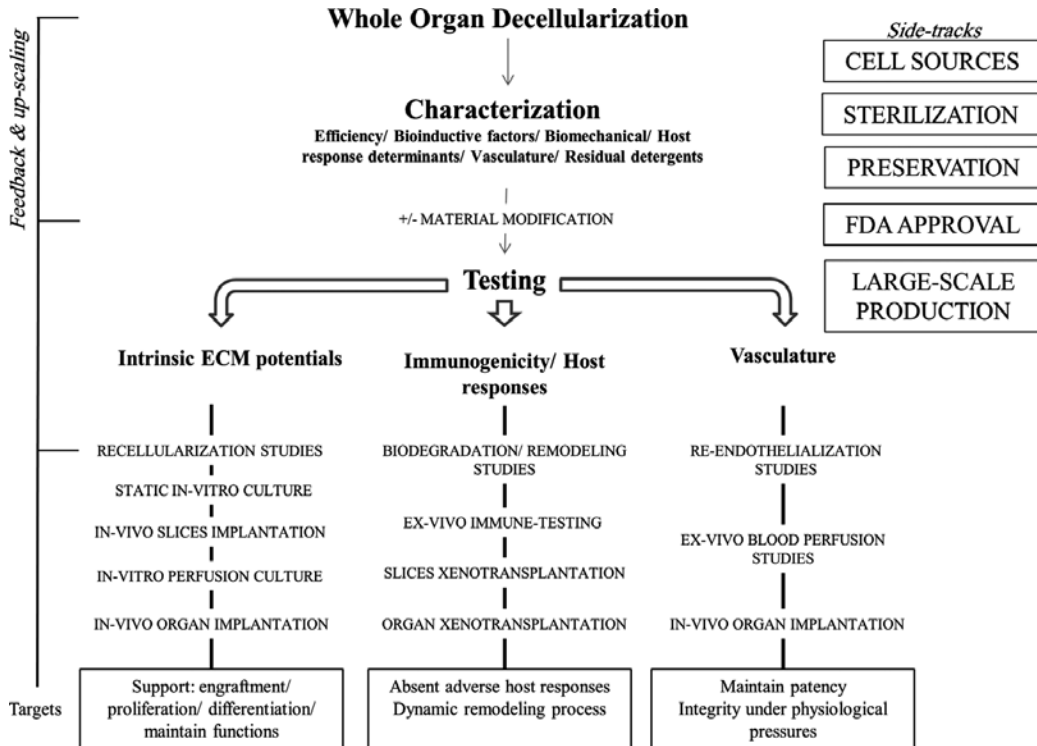 Whole Organ Decellularization
Feedback & up-scaling
Side-tracks
CELL SOURCES
STERILIZATION
PRESERVATION
FDA APPROVAL
LARGE-SCALE
PRODUCTION
Characterization
Efficiency/ Bioinductive factors/ Biomechanical/ Host
response determinants/ Vasculature/ Residual detergents
+/- MATERIAL MODIFICATION
Testing
Intrinsic ECM potentials
RECELLULARIZATION STUDIES
STATIC IN-VITRO CULTURE
IN-VIVO SLICES IMPLANTATION
IN-VITRO PERFUSION CULTURE
IN-VIVO ORGAN IMPLANTATION
Immunogenicity/ Host
responses
BIODEGRADATION/ REMODELING
STUDIES
EX-VIVO IMMUNE-TESTING
SLICES XENOTRANSPLANTATION
ORGAN XENOTRANSPLANTATION
Vasculature
RE-ENDOTHELIALIZATION
STUDIES
EX-VIVO BLOOD PERFUSION
STUDIES
IN-VIVO ORGAN IMPLANTATION
Targets
Support: engraftment/
proliferation/ differentiation/
maintain functions
Absent adverse host responses
Dynamic remodeling process
Maintain patency
Integrity under physiological
pressures